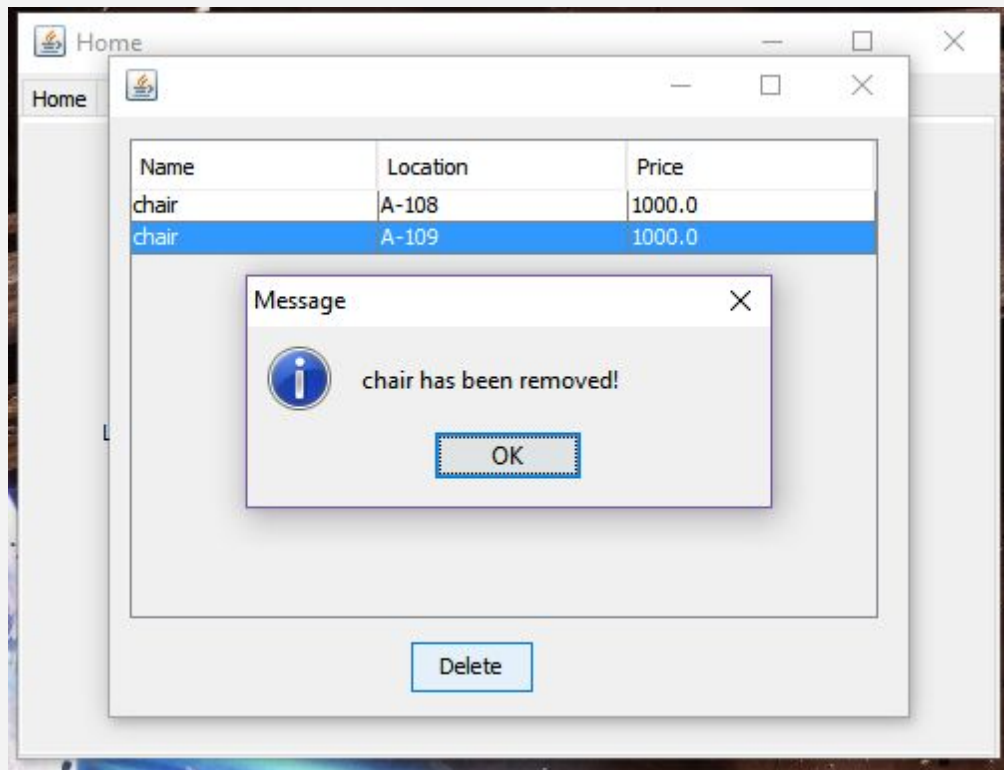 Home
Home
Name Location Price
chair A-108 1000.0
chair A-109 1000.0
Message
chair has been removed!
L
OK
Delete